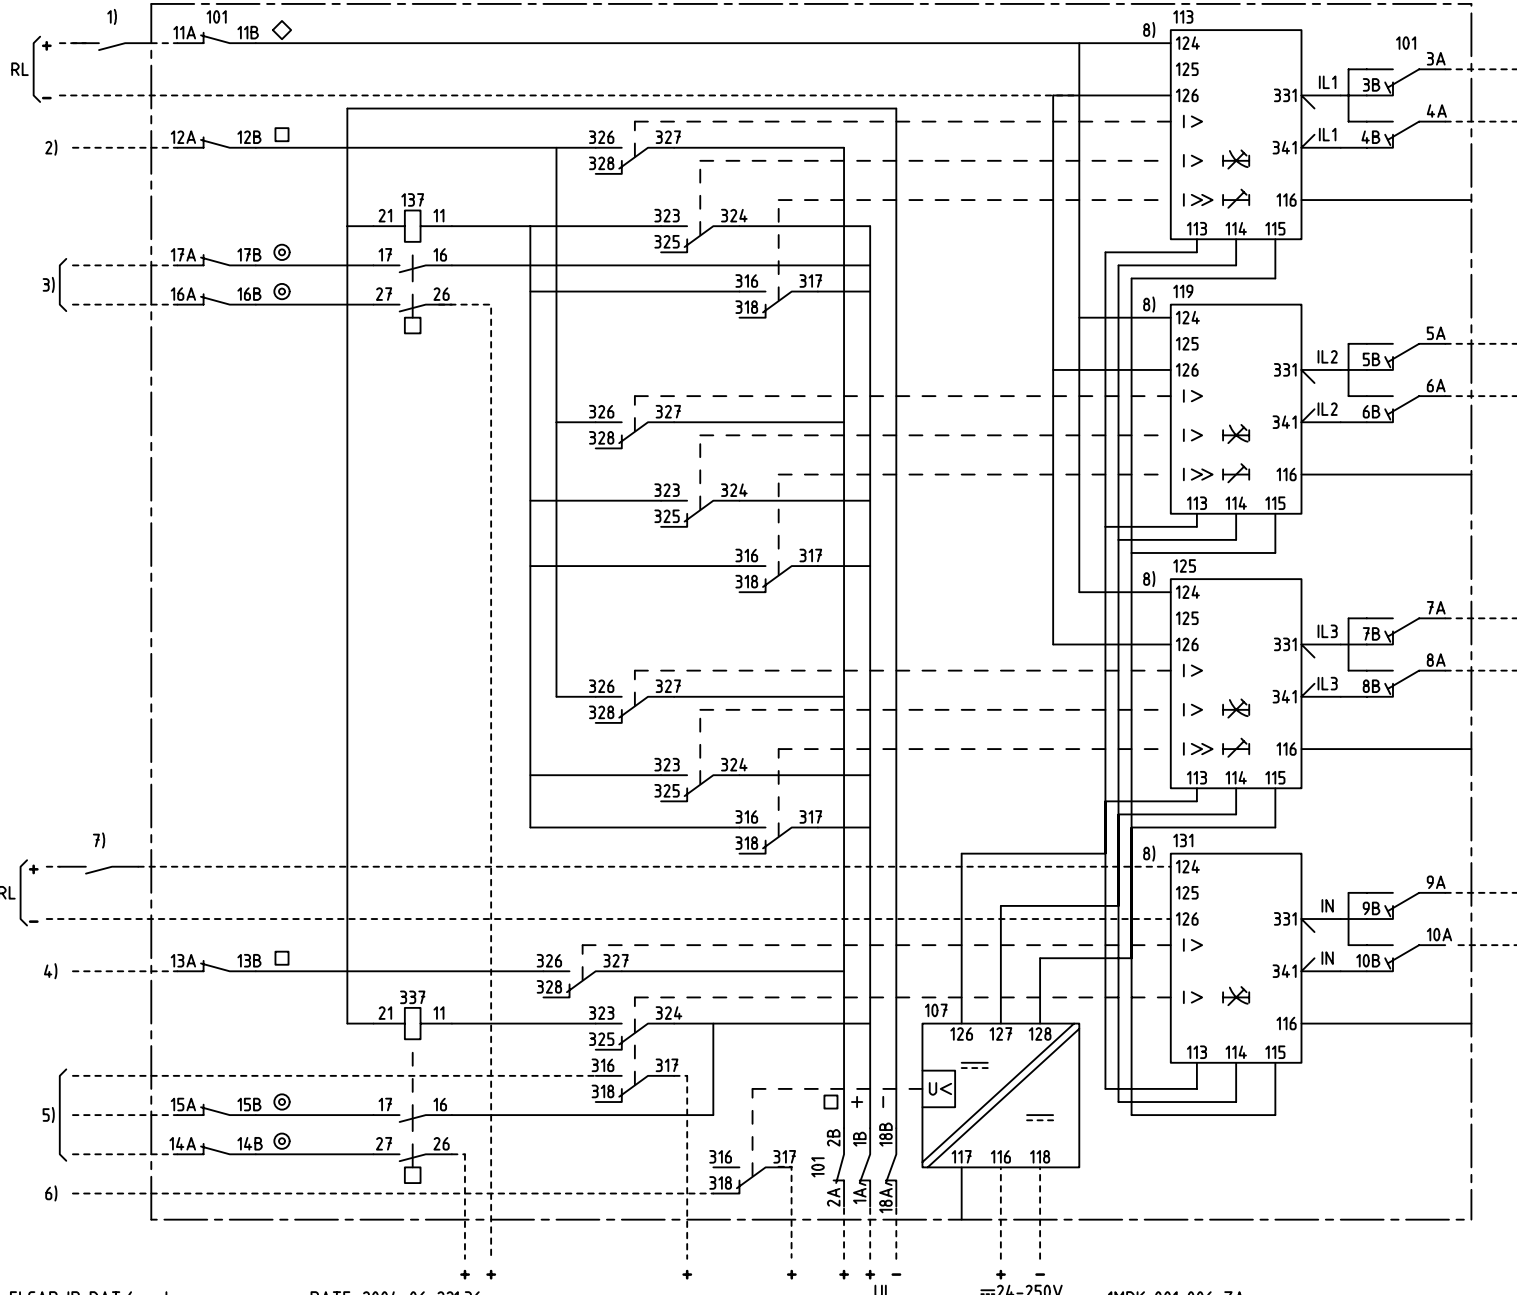 1) 101 113
11A 11B 8) 124 101
+ 125 3A
RL
- 126 331 IL1 3B
I> 4A
2) 12A 12B 326 327 341 IL1 4B
328 I>
137 I>> 116
21 11 323 324 113 114 115
17A 17B 17 16 325
3) 316 317 119
16A 16B 27 26 318 8) 124
125 5A
126 331 IL2 5B
I> 6A
326 327 341 IL2 6B
328 I>
323 324 I>> 116
325 113 114 115
316 317 125
318 8) 124
125 7A
126 331 IL3 7B
I> 8A
326 327 341 IL3 8B
328 I>
I>> 116
323 324 113 114 115
325
316 317
7) 318 131
+ 8) 124
RL 125 9A
- 126 331 IN 9B
I> 10A
4) 13A 13B 326 327 341 IN 10B
328 I>
337 107
21 11 323 324 126 127 128 116
325 113 114 115
316 317
318 U<
5) 15A 15B 17 16 + -
14A 14B 27 26 2B 1B 18B
316 317 101 117 116 118
6) 318 2A 1A 18A
+ + + + + + - + -
24-250V